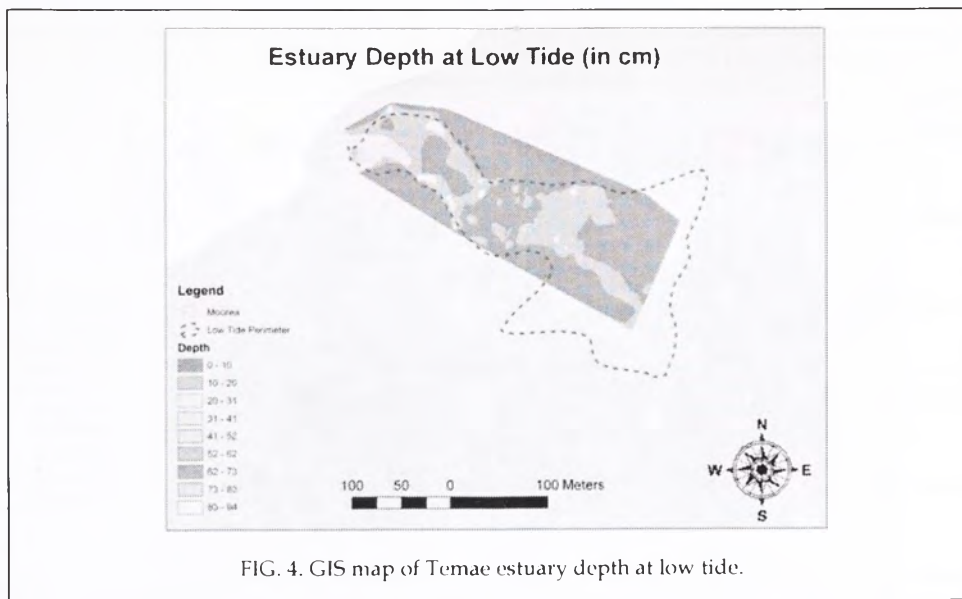 Estuary Depth at Low Tide (in cm)
Legend
Moorea
Low Tide Perimeter
Depth
0 - 10
10 - 20
20 - 31
31 - 41
41 - 52
52 - 62
62 - 73
73 - 83
N
W E
S
100 50 0 100 Meters
FIG. 4. GIS map of Temae estuary depth at low tide.